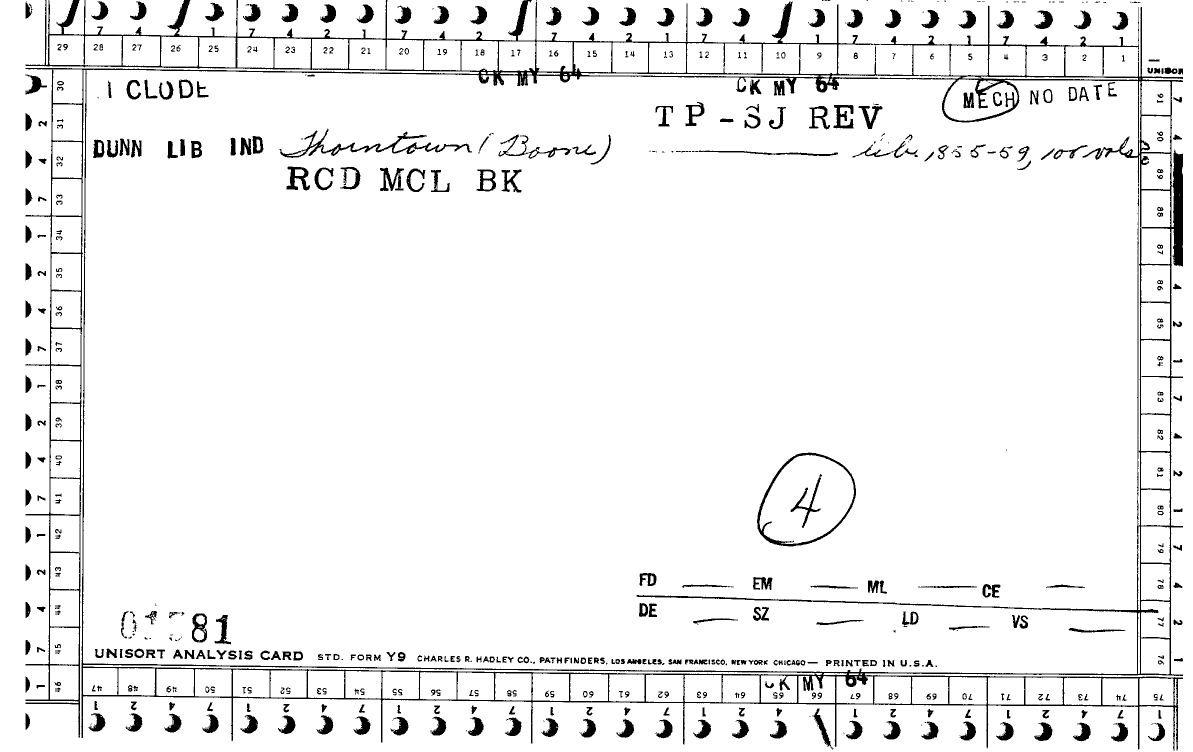 1 7 4 2 1 7 4 2 1 7 4 2 1 7 4 2 1 7 4 2 1 7 4 2 1 7 4 2 1
29 28 27 26 25 24 23 22 21 20 19 18 17 16 15 14 13 12 11 10 9 8 7 6 5 4 3 2 1
UNISOR
CK MY 64 CK MY 64
I CLODE MECH NO DATE
TP-SJ REV
DUNN LIB IND Thorntown (Boone) libr 1855-59, 100 vols
RCD MCL BK
30 31 32 33 34 35 36 37 38 39 40 41 42 43 44 45 46
91 90 89 88 87 86 85 84 83 82 81 80 79 78 77 76
4
FD EM ML CE
DE SZ LD VS
81
UNISORT ANALYSIS CARD STD. FORM Y9 CHARLES R. HADLEY CO., PATHFINDERS, LOS ANGELES, SAN FRANCISCO, NEW YORK CHICAGO — PRINTED IN U.S.A.
CK MY 64
47 48 49 50 51 52 53 54 55 56 57 58 59 60 61 62 63 64 65 66 67 68 69 70 71 72 73 74 75
1 2 4 7 1 2 4 7 1 2 4 7 1 2 4 7 1 2 4 7 1 2 4 7 1 2 4 7 1